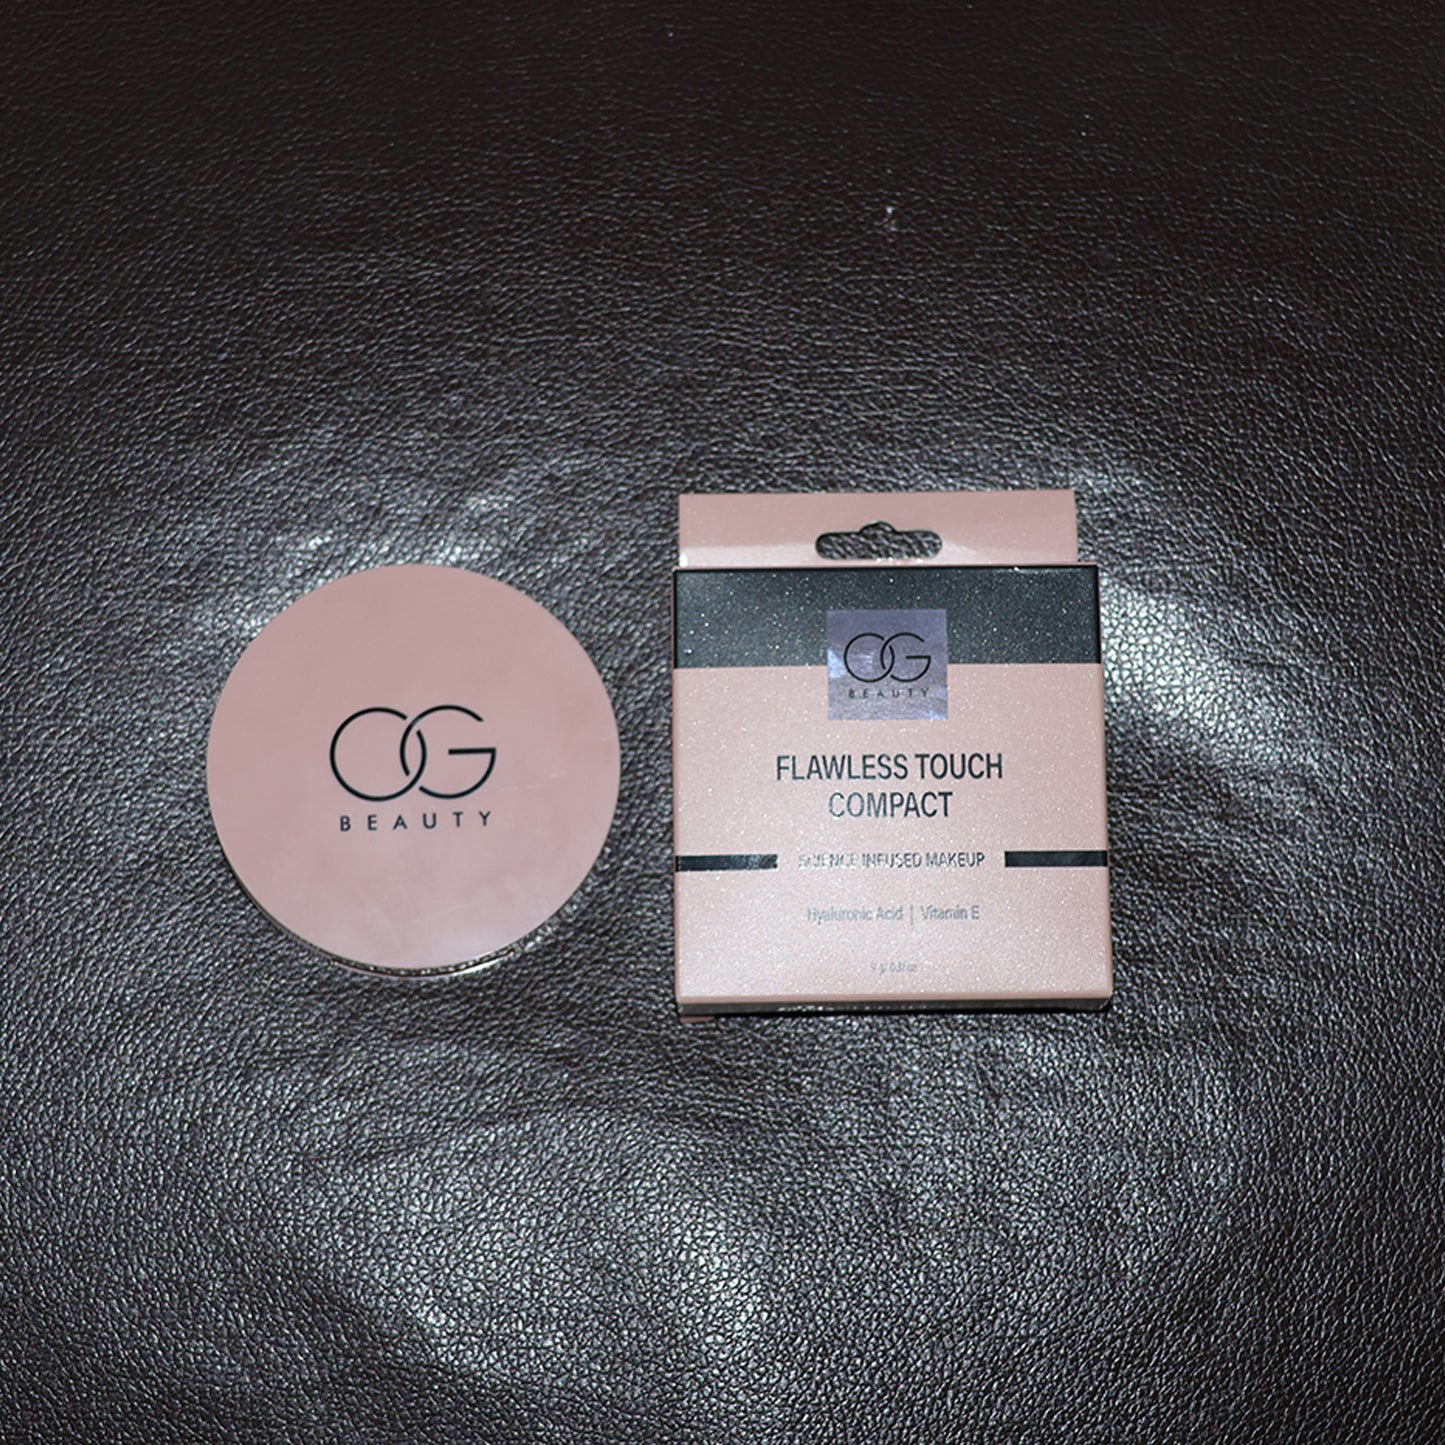 OG
BEAUTY
OG
BEAUTY
FLAWLESS TOUCH
COMPACT
SCIENCE INFUSED MAKEUP
Hyaluronic Acid | Vitamin E